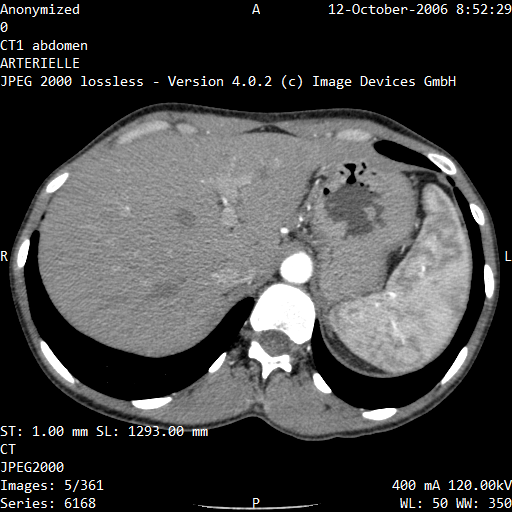 Anonymized A 12-October-2006 8:52:29
0
CT1 abdomen
ARTERIELLE
JPEG 2000 lossless - Version 4.0.2 (c) Image Devices GmbH
R L
ST: 1.00 mm SL: 1293.00 mm
CT
JPEG2000
Images: 5/361 400 mA 120.00kV
Series: 6168 P WL: 50 WW: 350